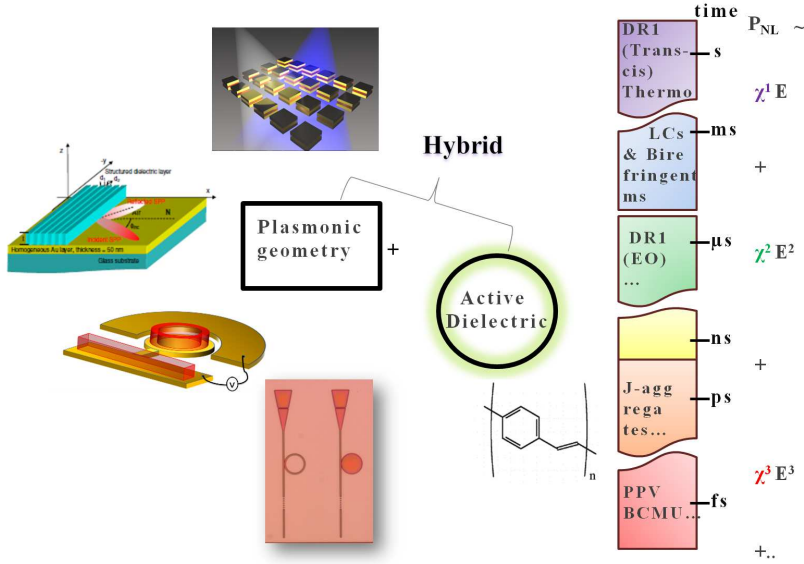 time
P_NL ~
DR1
(Trans-
cis)
Thermo
s
χ¹ E
Hybrid
ms
LCs
& Bire
fringent
ms
+
z
-y
Structured dielectric layer
x
N
Homogeneous Au layer, thickness = 50 nm
Glass substrate
Plasmonic
geometry
+
μs
DR1
(EO)
...
χ² E²
Active
Dielectric
ns
+
ps
J-agg
rega
tes...
V
n
χ³ E³
PPV
BCMU...
fs
+..